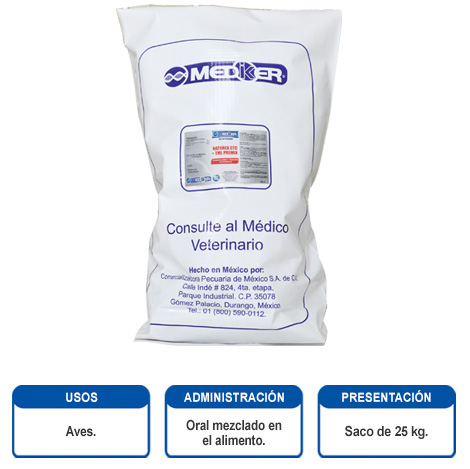 MEDIKER
Consulte al Médico
Veterinario
Hecho en México por:
Comercializadora Pecuaria de México S.A. de C.V.
Calle Indé # 824, 4ta. etapa,
Parque Industrial. C.P. 35078
Gómez Palacio, Durango, México.
Tel.: 01 (800) 590-0112.
USOS
Aves.
ADMINISTRACIÓN
Oral mezclado en
el alimento.
PRESENTACIÓN
Saco de 25 kg.